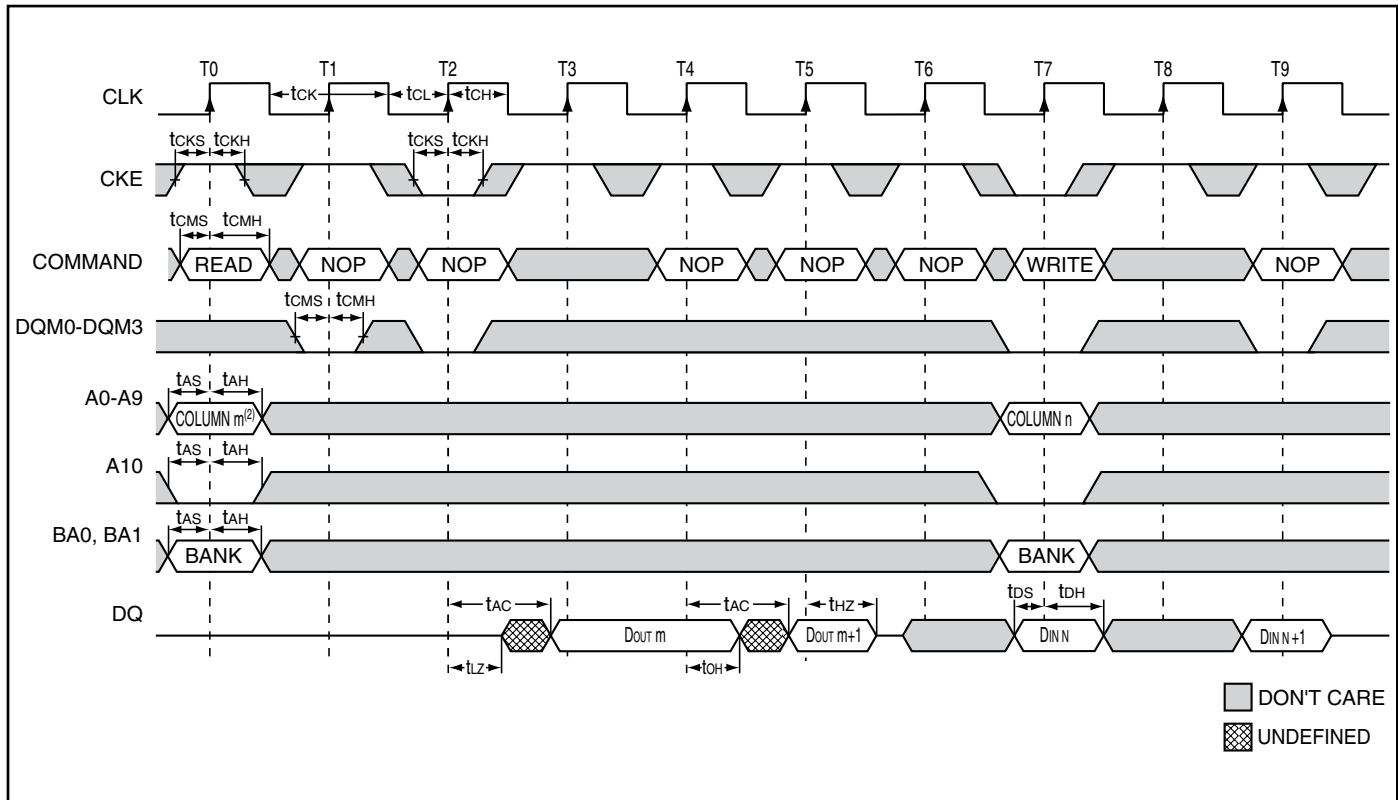 T0 T1 T2 T3 T4 T5 T6 T7 T8 T9
CLK tCK tCL tCH
tCKS tCKH tCKS tCKH
CKE
tCMS tCMH
COMMAND READ NOP NOP NOP NOP NOP WRITE NOP
tCMS tCMH
DQM0-DQM3
tAS tAH
A0-A9 COLUMN m(2) COLUMN n
tAS tAH
A10
tAS tAH
BA0, BA1 BANK BANK
DQ tAC tAC tHZ tDS tDH
DOUT m DOUT m+1 DIN N DIN N+1
tLZ tOH
DON'T CARE
UNDEFINED